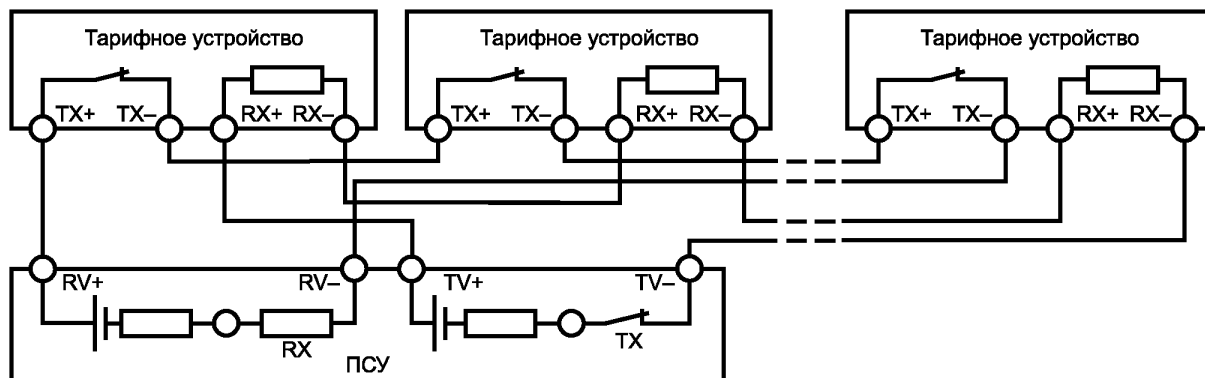 Тарифное устройство Тарифное устройство Тарифное устройство
TX+ TX– RX+ RX– TX+ TX– RX+ RX– TX+ TX– RX+ RX–
RV+ RV– TV+ TV–
RX TX
ПСУ